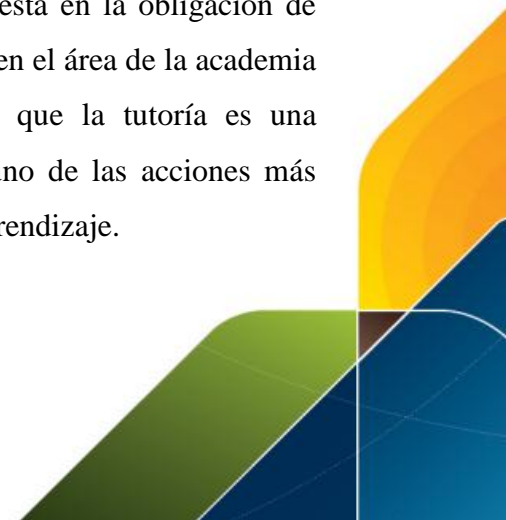 está en la obligación de
en el área de la academia
que la tutoría es una
uno de las acciones más
rendizaje.